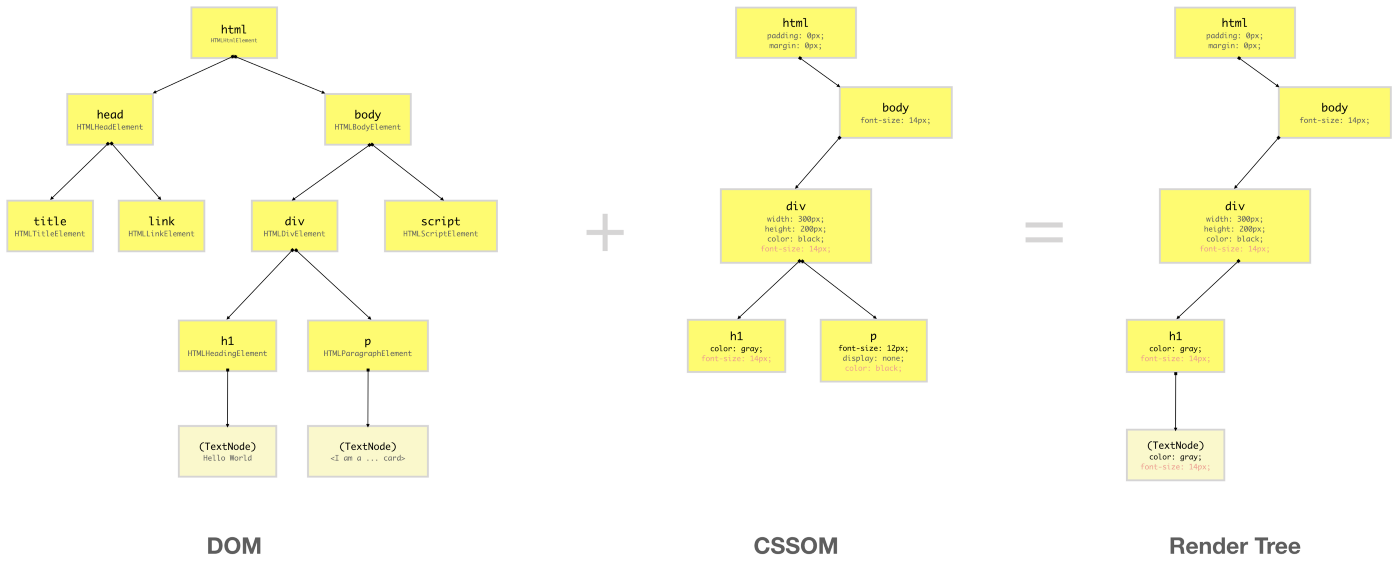 html
HTMLHtmlElement
head
HTMLHeadElement
body
HTMLBodyElement
title
HTMLTitleElement
link
HTMLLinkElement
div
HTMLDivElement
script
HTMLScriptElement
h1
HTMLHeadingElement
p
HTMLParagraphElement
(TextNode)
Hello World
(TextNode)
<I am a ... card>
DOM
+
html
padding: 0px;
margin: 0px;
body
font-size: 14px;
div
width: 300px;
height: 200px;
color: black;
font-size: 14px;
h1
color: gray;
font-size: 14px;
p
font-size: 12px;
display: none;
color: black;
CSSOM
=
html
padding: 0px;
margin: 0px;
body
font-size: 14px;
div
width: 300px;
height: 200px;
color: black;
font-size: 14px;
h1
color: gray;
font-size: 14px;
(TextNode)
color: gray;
font-size: 14px;
Render Tree